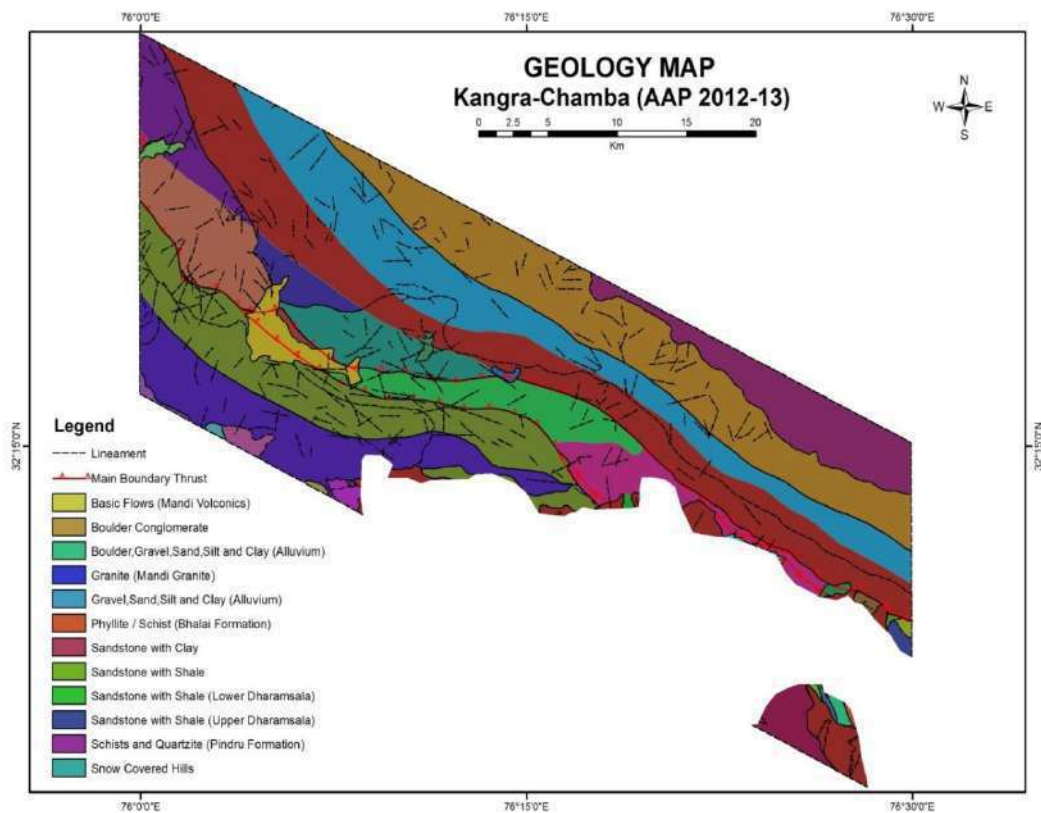 76°0'0"E 76°15'0"E 76°30'0"E
GEOLOGY MAP
Kangra-Chamba (AAP 2012-13)
0 2.5 5 10 15 20
Km
N
W E
S
32°15'0"N 32°15'0"N
Legend
Lineament
Main Boundary Thrust
Basic Flows (Mandi Volconics)
Boulder Conglomerate
Boulder,Gravel,Sand,Silt and Clay (Alluvium)
Granite (Mandi Granite)
Gravel,Sand,Silt and Clay (Alluvium)
Phyllite / Schist (Bhalai Formation)
Sandstone with Clay
Sandstone with Shale
Sandstone with Shale (Lower Dharamsala)
Sandstone with Shale (Upper Dharamsala)
Schists and Quartzite (Pindru Formation)
Snow Covered Hills
76°0'0"E 76°15'0"E 76°30'0"E